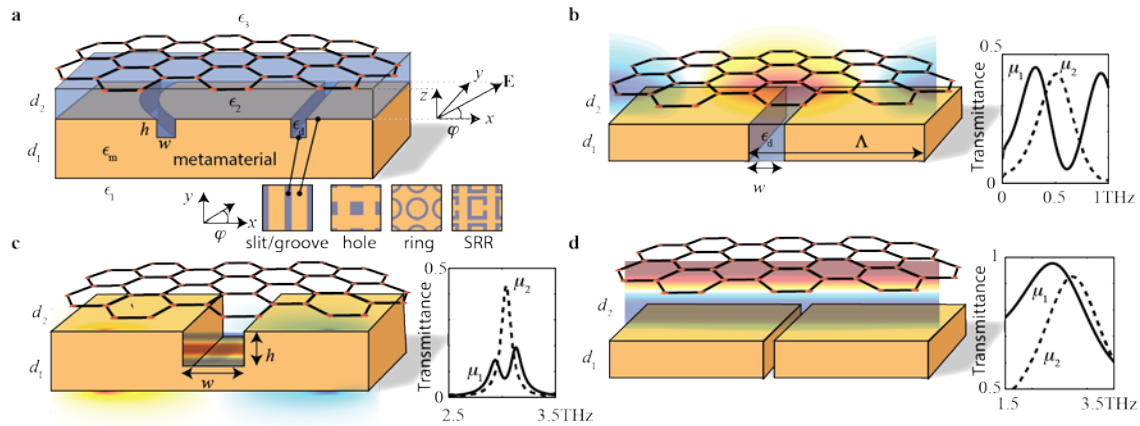 a
ϵ₃
d₂
ϵ₂
h
w
ϵd
d₁
ϵm
metamaterial
ϵ₁
z
y
E
φ
x
y
x
φ
slit/groove
hole
ring
SRR
b
d₂
d₁
ϵd
Λ
w
Transmittance
0.5
0
μ₁
μ₂
0
0.5
1THz
c
d₂
d₁
h
w
Transmittance
0.5
0
μ₂
μ₁
2.5
3.5THz
d
d₂
d₁
Transmittance
1
0.5
μ₁
μ₂
1.5
3.5THz